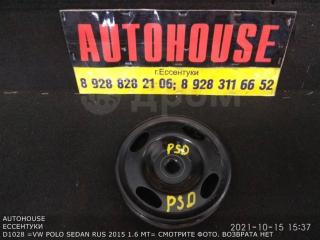 AUTOHOUSE
г.Ессентуки
8 928 828 21 06; 8 928 311 66 52
ДРОМ
PSD
PSD
2021-10-15 15:37
AUTOHOUSE
ЕССЕНТУКИ
D1028 =VW POLO SEDAN RUS 2015 1.6 MT= СМОТРИТЕ ФОТО. ВОЗВРАТА НЕТ